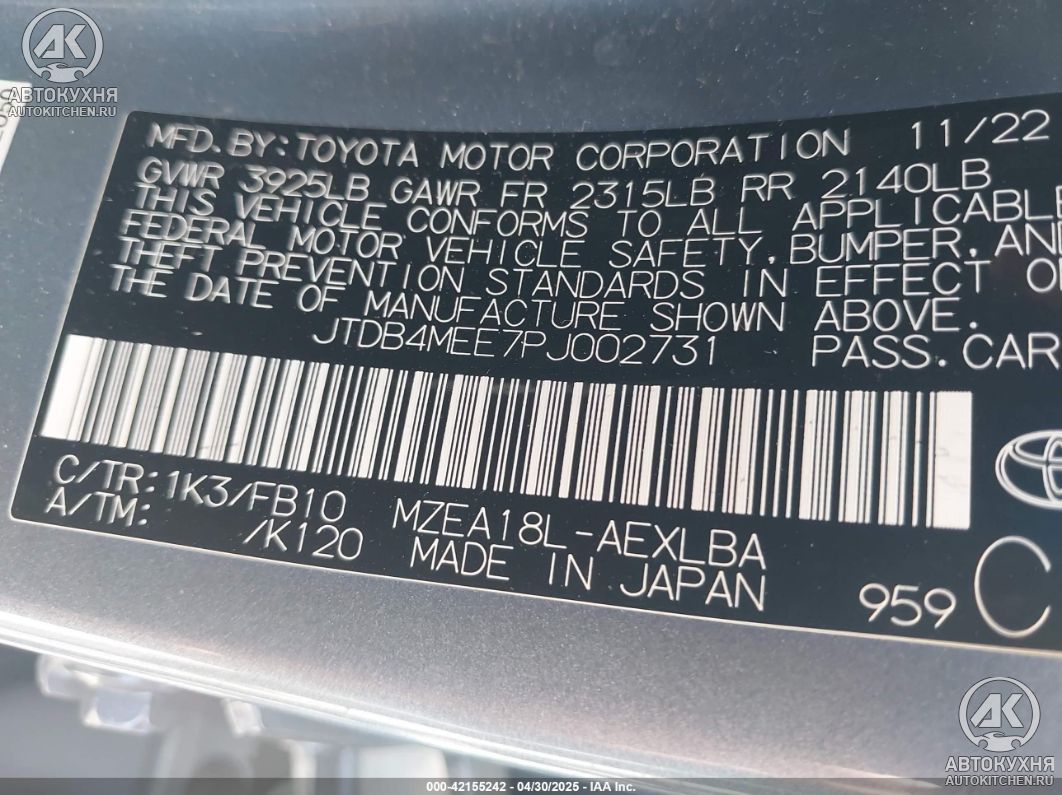 AK
АВТОКУХНЯ
AUTOKITCHEN.RU
MFD.BY:TOYOTA MOTOR CORPORATION 11/22
GVWR 3925LB GAWR FR 2315LB RR 2140LB
THIS VEHICLE CONFORMS TO ALL APPLICABLE
FEDERAL MOTOR VEHICLE SAFETY,BUMPER,AND
THEFT PREVENTION STANDARDS IN EFFECT ON
THE DATE OF MANUFACTURE SHOWN ABOVE.
JTDB4MEE7PJ002731 PASS.CAR
C/TR:1K3/FB10 MZEA18L-AEXLBA
A/TM: /K120 MADE IN JAPAN
959 C
AK
АВТОКУХНЯ
AUTOKITCHEN.RU
000-42155242 - 04/30/2025 - IAA Inc.